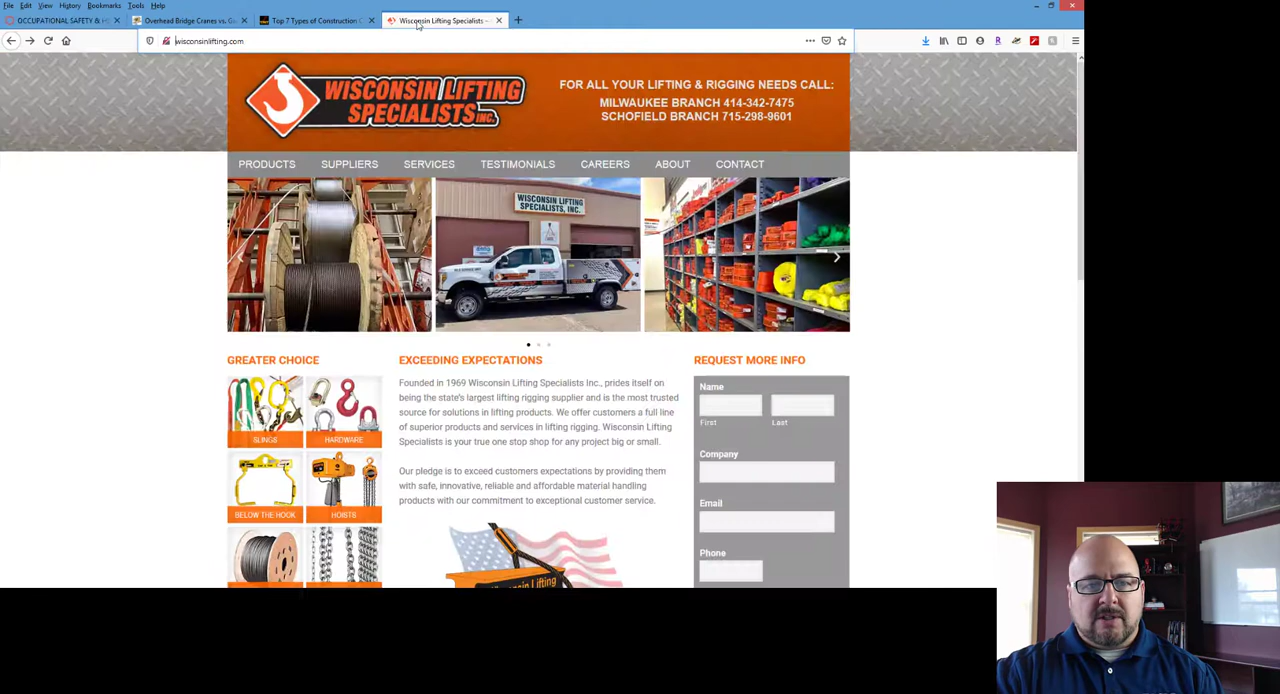 File Edit View History Bookmarks Tools Help
OCCUPATIONAL SAFETY & H
Overhead Bridge Cranes vs. Ga
Top 7 Types of Construction C
Wisconsin Lifting Specialists –
wisconsinlifting.com
WISCONSIN LIFTING
SPECIALISTS INC.
FOR ALL YOUR LIFTING & RIGGING NEEDS CALL:
MILWAUKEE BRANCH 414-342-7475
SCHOFIELD BRANCH 715-298-9601
PRODUCTS SUPPLIERS SERVICES TESTIMONIALS CAREERS ABOUT CONTACT
WISCONSIN LIFTING
SPECIALISTS, INC.
GREATER CHOICE
SLINGS
HARDWARE
BELOW THE HOOK
HOISTS
EXCEEDING EXPECTATIONS
Founded in 1969 Wisconsin Lifting Specialists Inc., prides itself on
being the state's largest lifting rigging supplier and is the most trusted
source for solutions in lifting products. We offer customers a full line
of superior products and services in lifting rigging. Wisconsin Lifting
Specialists is your true one stop shop for any project big or small.
Our pledge is to exceed customers expectations by providing them
with safe, innovative, reliable and affordable material handling
products with our commitment to exceptional customer service.
Wisconsin Lifting
REQUEST MORE INFO
Name
First
Last
Company
Email
Phone